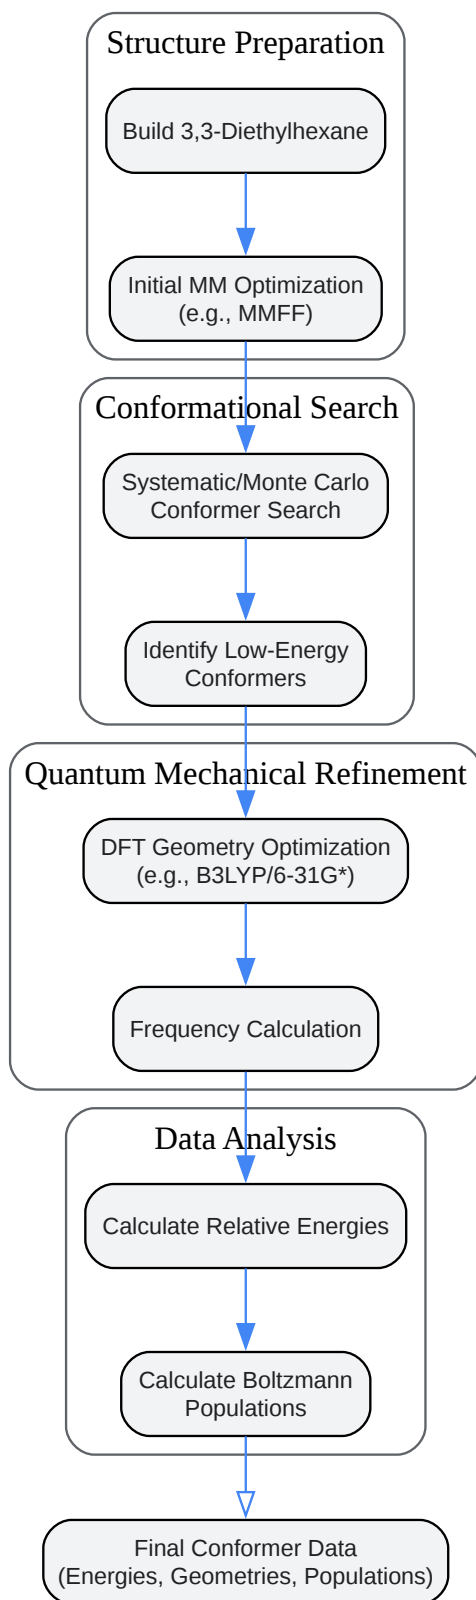 Structure Preparation
Build 3,3-Diethylhexane
Initial MM Optimization
(e.g., MMFF)
Conformational Search
Systematic/Monte Carlo
Conformer Search
Identify Low-Energy
Conformers
Quantum Mechanical Refinement
DFT Geometry Optimization
(e.g., B3LYP/6-31G*)
Frequency Calculation
Data Analysis
Calculate Relative Energies
Calculate Boltzmann
Populations
Final Conformer Data
(Energies, Geometries, Populations)